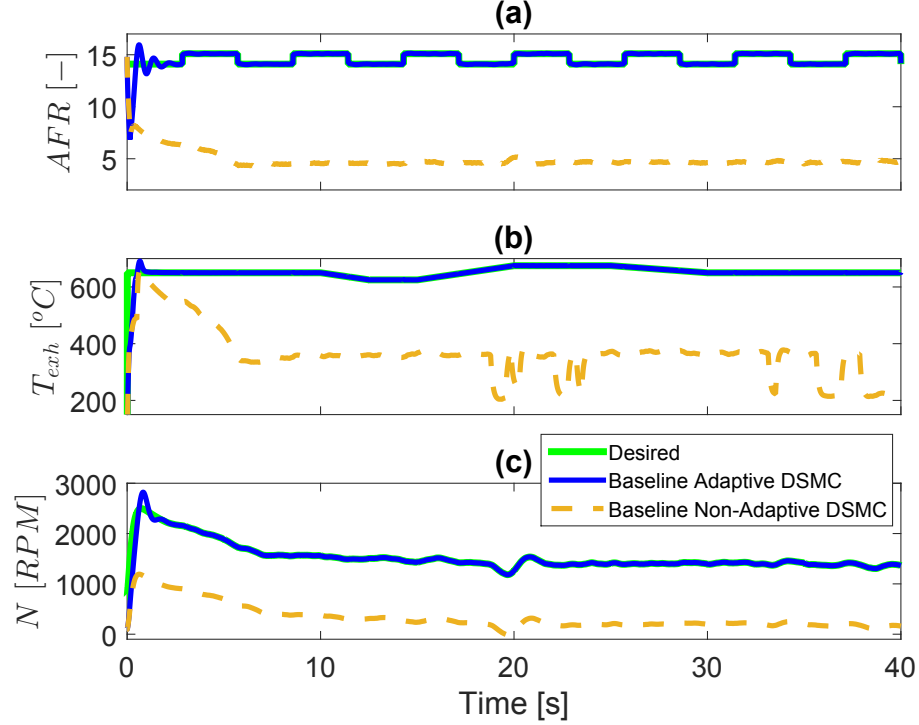 (a)
15
10
5
AFR [−]
(b)
600
400
200
T_exh [°C]
(c)
Desired
Baseline Adaptive DSMC
Baseline Non-Adaptive DSMC
3000
2000
1000
0
N [RPM]
0 10 20 30 40
Time [s]